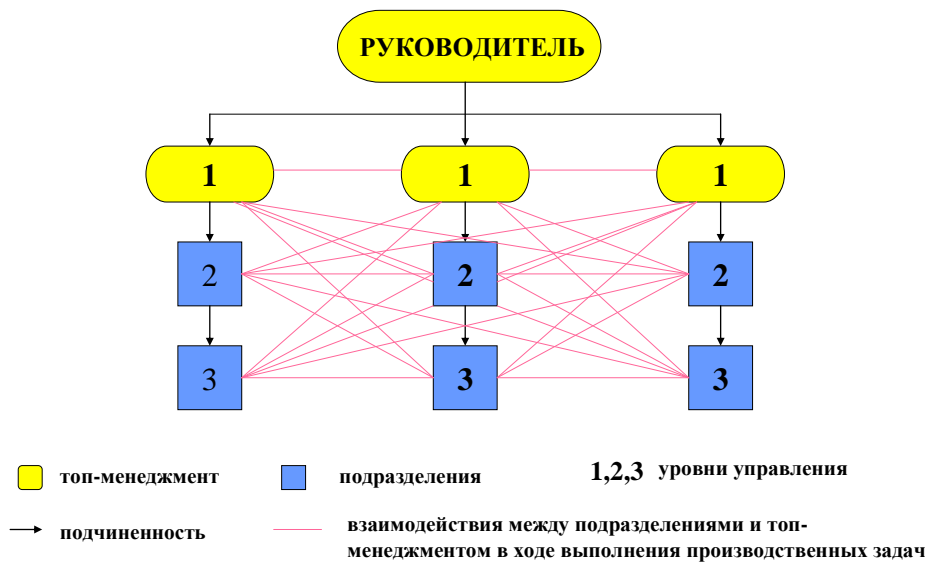 РУКОВОДИТЕЛЬ
1 1 1
2 2 2
3 3 3
топ-менеджмент подразделения 1,2,3 уровни управления
подчиненность взаимодействия между подразделениями и топ-
менеджментом в ходе выполнения производственных задач